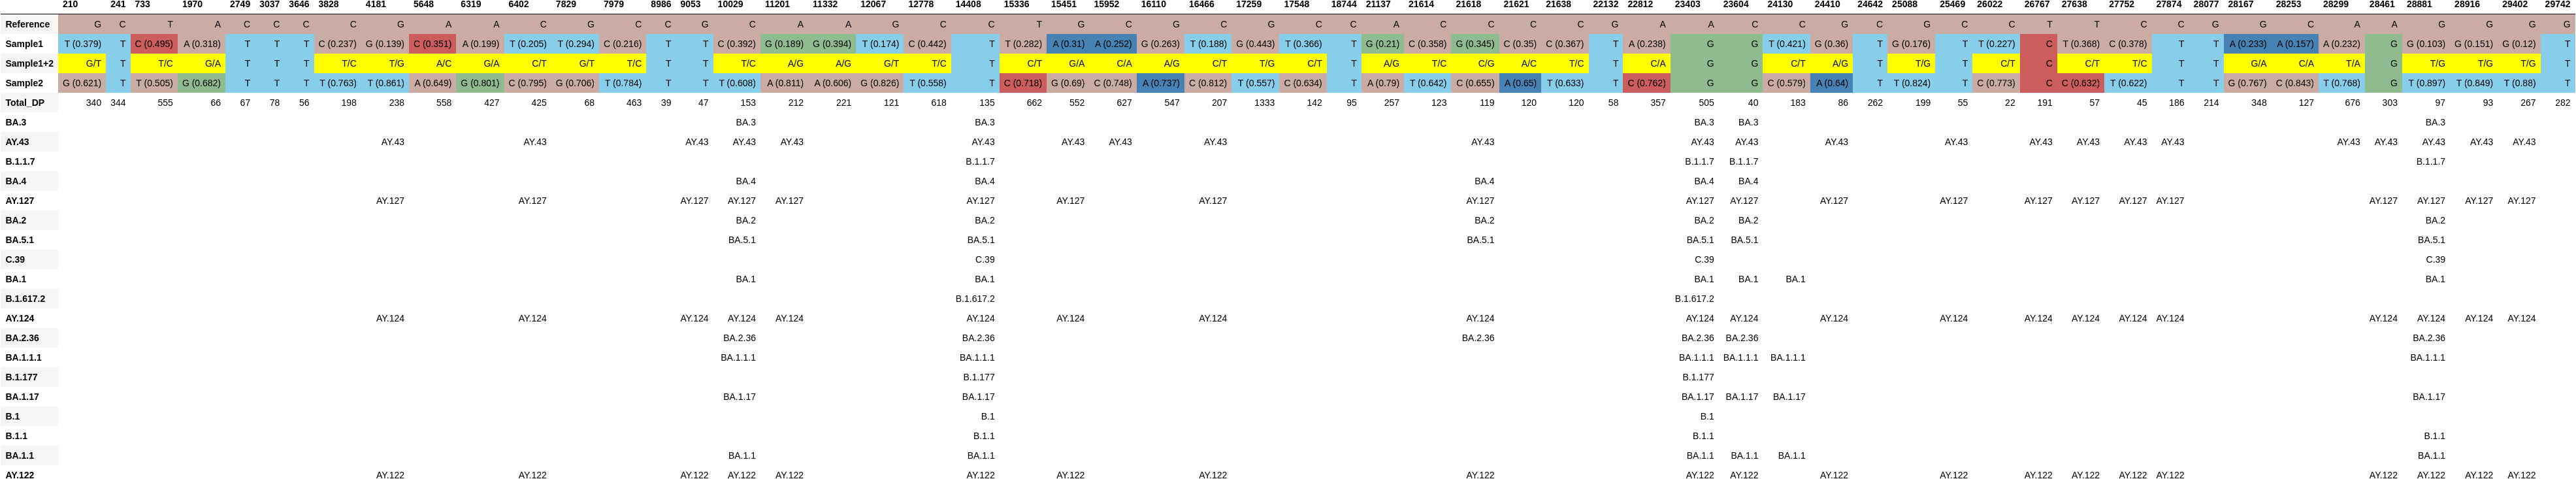 210 241 733 1970 2749 3037 3646 3828 4181 5648 6319 6402 7829 7979 8986 9053 10029 11201 11332 12067 12778 14408 15336 15451 15952 16110 16466 17259 17548 18744 21137 21614 21618 21621 21638 22132 22812 23403 23604 24130 24410 24642 25088 25469 26022 26767 27638 27752 27874 28077 28167 28253 28299 28461 28881 28916 29402 29742
Reference G C T A C C C C G A A C G C C G C A A G C C T G C G C G C C A C C C C G A A C C G C G C C T T C C G G C A A G G G G
Sample1 T (0.379) T C (0.495) A (0.318) T T T C (0.237) G (0.139) C (0.351) A (0.199) T (0.205) T (0.294) C (0.216) T T C (0.392) G (0.189) G (0.394) T (0.174) C (0.442) T T (0.282) A (0.31) A (0.252) G (0.263) T (0.188) G (0.443) T (0.366) T G (0.21) C (0.358) G (0.345) C (0.35) C (0.367) T A (0.238) G G T (0.421) G (0.36) T G (0.176) T T (0.227) C T (0.368) C (0.378) T T A (0.233) A (0.157) A (0.232) G G (0.103) G (0.151) G (0.12) T
Sample1+2 G/T T T/C G/A T T T T/C T/G A/C G/A C/T G/T T/C T T T/C A/G A/G G/T T/C T C/T G/A C/A A/G C/T T/G C/T T A/G T/C C/G A/C T/C T C/A G G C/T A/G T T/G T C/T C C/T T/C T T G/A C/A T/A G T/G T/G T/G T
Sample2 G (0.621) T T (0.505) G (0.682) T T T T (0.763) T (0.861) A (0.649) G (0.801) C (0.795) G (0.706) T (0.784) T T T (0.608) A (0.811) A (0.606) G (0.826) T (0.558) T C (0.718) G (0.69) C (0.748) A (0.737) C (0.812) T (0.557) C (0.634) T A (0.79) T (0.642) C (0.655) A (0.65) T (0.633) T C (0.762) G G C (0.579) A (0.64) T T (0.824) T C (0.773) C C (0.632) T (0.622) T T G (0.767) C (0.843) T (0.768) G T (0.897) T (0.849) T (0.88) T
Total_DP 340 344 555 66 67 78 56 198 238 558 427 425 68 463 39 47 153 212 221 121 618 135 662 552 627 547 207 1333 142 95 257 123 119 120 120 58 357 505 40 183 86 262 199 55 22 191 57 45 186 214 348 127 676 303 97 93 267 282
BA.3 BA.3 BA.3 BA.3 BA.3 BA.3
AY.43 AY.43 AY.43 AY.43 AY.43 AY.43 AY.43 AY.43 AY.43 AY.43 AY.43 AY.43 AY.43 AY.43 AY.43 AY.43 AY.43 AY.43 AY.43 AY.43 AY.43 AY.43 AY.43 AY.43
B.1.1.7 B.1.1.7 B.1.1.7 B.1.1.7 B.1.1.7
BA.4 BA.4 BA.4 BA.4 BA.4 BA.4
AY.127 AY.127 AY.127 AY.127 AY.127 AY.127 AY.127 AY.127 AY.127 AY.127 AY.127 AY.127 AY.127 AY.127 AY.127 AY.127 AY.127 AY.127 AY.127 AY.127 AY.127 AY.127
BA.2 BA.2 BA.2 BA.2 BA.2 BA.2 BA.2
BA.5.1 BA.5.1 BA.5.1 BA.5.1 BA.5.1 BA.5.1 BA.5.1
C.39 C.39 C.39 C.39
BA.1 BA.1 BA.1 BA.1 BA.1 BA.1 BA.1
B.1.617.2 B.1.617.2 B.1.617.2
AY.124 AY.124 AY.124 AY.124 AY.124 AY.124 AY.124 AY.124 AY.124 AY.124 AY.124 AY.124 AY.124 AY.124 AY.124 AY.124 AY.124 AY.124 AY.124 AY.124 AY.124 AY.124
BA.2.36 BA.2.36 BA.2.36 BA.2.36 BA.2.36 BA.2.36 BA.2.36
BA.1.1.1 BA.1.1.1 BA.1.1.1 BA.1.1.1 BA.1.1.1 BA.1.1.1 BA.1.1.1
B.1.177 B.1.177 B.1.177
BA.1.17 BA.1.17 BA.1.17 BA.1.17 BA.1.17 BA.1.17 BA.1.17
B.1 B.1 B.1
B.1.1 B.1.1 B.1.1 B.1.1
BA.1.1 BA.1.1 BA.1.1 BA.1.1 BA.1.1 BA.1.1 BA.1.1
AY.122 AY.122 AY.122 AY.122 AY.122 AY.122 AY.122 AY.122 AY.122 AY.122 AY.122 AY.122 AY.122 AY.122 AY.122 AY.122 AY.122 AY.122 AY.122 AY.122 AY.122 AY.122